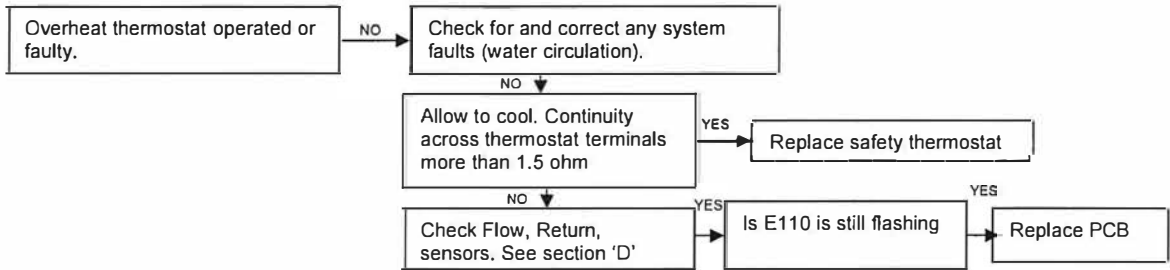 Overheat thermostat operated or
faulty.
NO
Check for and correct any system
faults (water circulation).
NO
Allow to cool. Continuity
across thermostat terminals
more than 1.5 ohm
YES
Replace safety thermostat
NO
Check Flow, Return,
sensors. See section 'D'
YES
Is E110 is still flashing
YES
Replace PCB